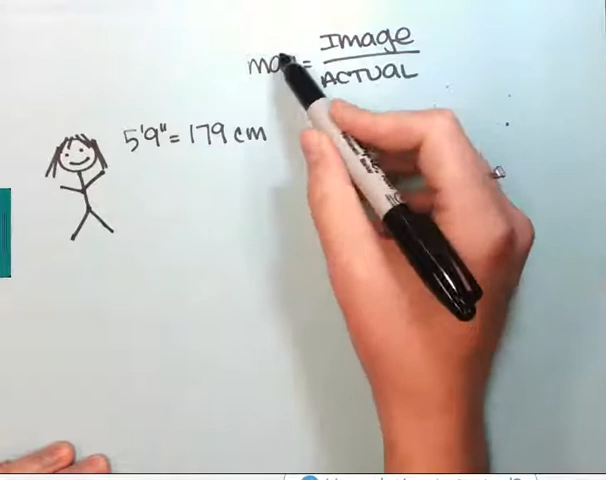 Image
= ACTUAL
5'9" = 179 cm